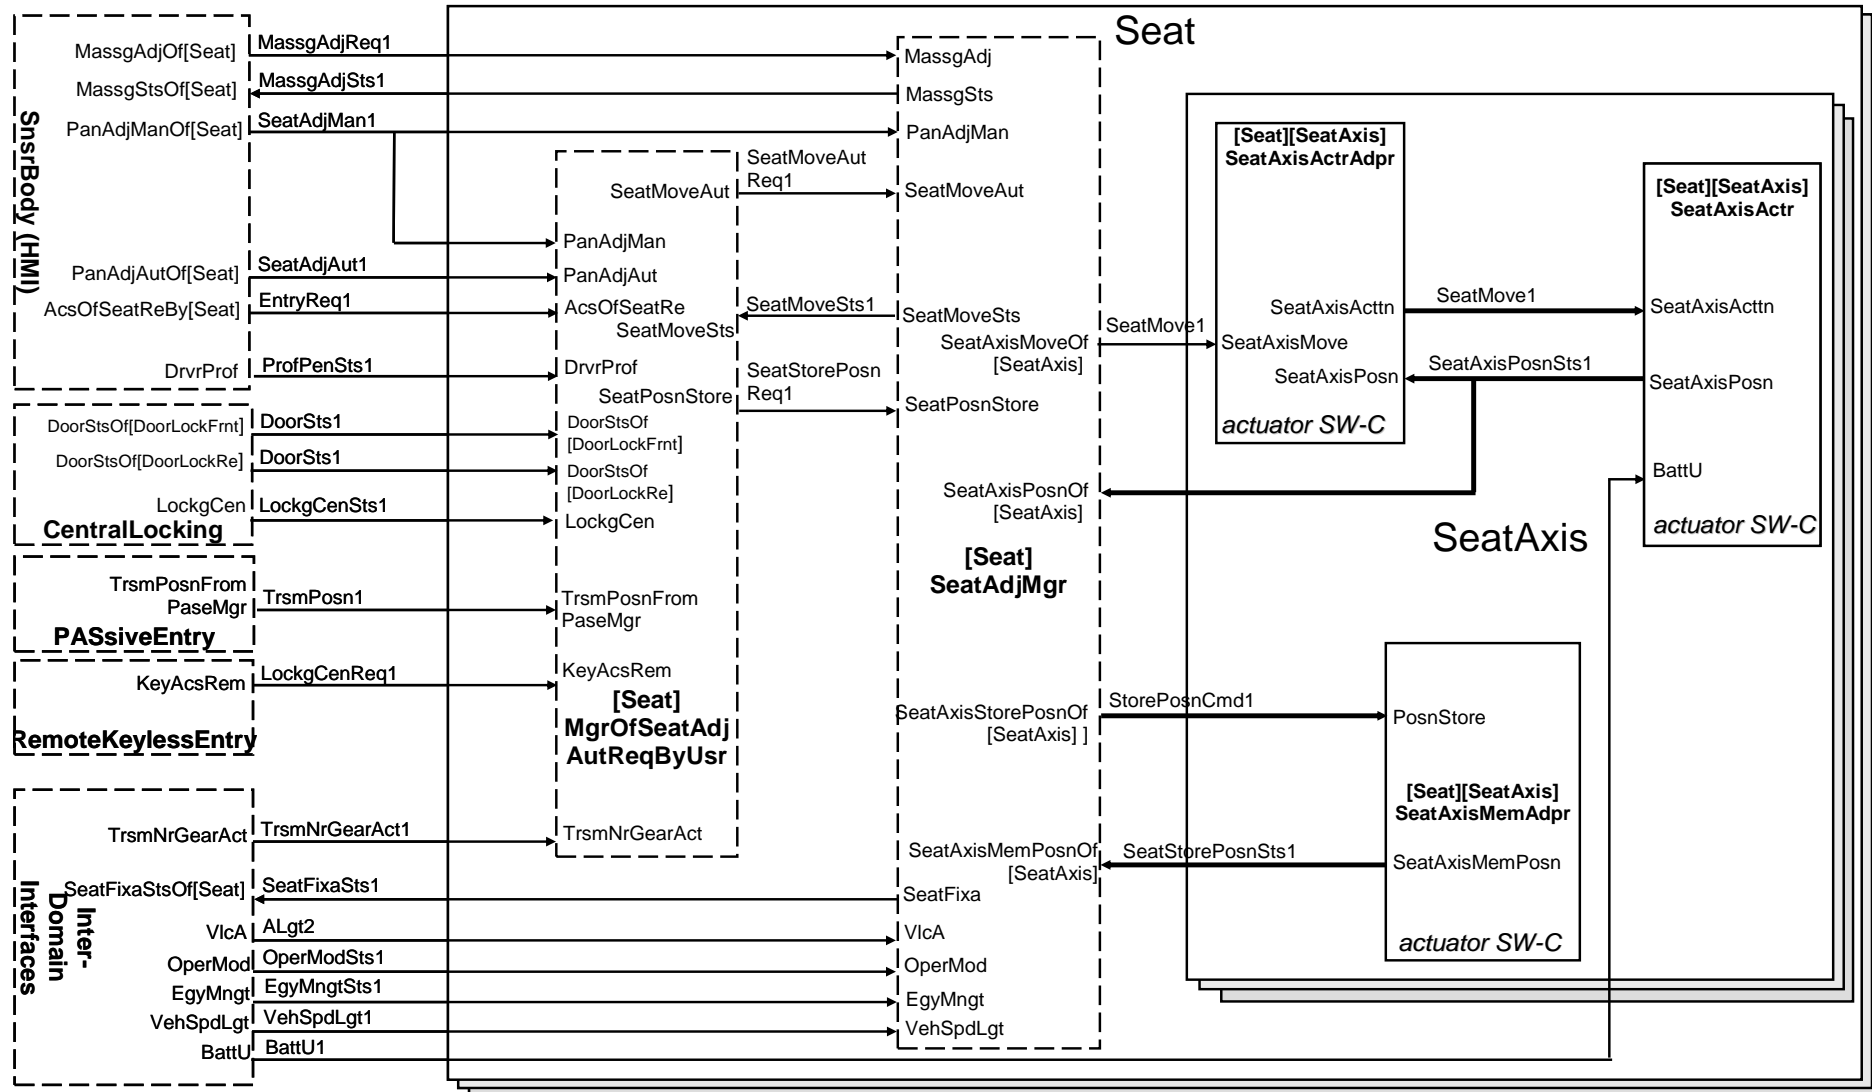 Seat
SnsrBody (HMI)
MassgAdjOf[Seat]
MassgStsOf[Seat]
PanAdjManOf[Seat]
PanAdjAutOf[Seat]
AcsOfSeatReBy[Seat]
DrvrProf
MassgAdjReq1
MassgAdjSts1
SeatAdjMan1
SeatAdjAut1
EntryReq1
ProfPenSts1
DoorStsOf[DoorLockFrnt]
DoorStsOf[DoorLockRe]
LockgCen
CentralLocking
DoorSts1
DoorSts1
LockgCenSts1
TrsmPosnFrom
PaseMgr
PASsiveEntry
TrsmPosn1
KeyAcsRem
RemoteKeylessEntry
LockgCenReq1
Inter-
Domain
Interfaces
TrsmNrGearAct
SeatFixaStsOf[Seat]
VlcA
OperMod
EgyMngt
VehSpdLgt
BattU
TrsmNrGearAct1
SeatFixaSts1
ALgt2
OperModSts1
EgyMngtSts1
VehSpdLgt1
BattU1
SeatMoveAut
PanAdjMan
PanAdjAut
AcsOfSeatRe
SeatMoveSts
DrvrProf
SeatPosnStore
DoorStsOf
[DoorLockFrnt]
DoorStsOf
[DoorLockRe]
LockgCen
TrsmPosnFrom
PaseMgr
KeyAcsRem
[Seat]
MgrOfSeatAdj
AutReqByUsr
TrsmNrGearAct
SeatMoveAut
Req1
SeatMoveSts1
SeatStorePosn
Req1
MassgAdj
MassgSts
PanAdjMan
SeatMoveAut
SeatMoveSts
SeatAxisMoveOf
[SeatAxis]
SeatPosnStore
SeatAxisPosnOf
[SeatAxis]
[Seat]
SeatAdjMgr
SeatAxisStorePosnOf
[SeatAxis] ]
SeatAxisMemPosnOf
[SeatAxis]
SeatFixa
VlcA
OperMod
EgyMngt
VehSpdLgt
SeatMove1
StorePosnCmd1
SeatStorePosnSts1
[Seat][SeatAxis]
SeatAxisActrAdpr
SeatAxisActtn
SeatAxisMove
SeatAxisPosn
actuator SW-C
SeatMove1
SeatAxisPosnSts1
[Seat][SeatAxis]
SeatAxisActr
SeatAxisActtn
SeatAxisPosn
BattU
actuator SW-C
SeatAxis
PosnStore
[Seat][SeatAxis]
SeatAxisMemAdpr
SeatAxisMemPosn
actuator SW-C